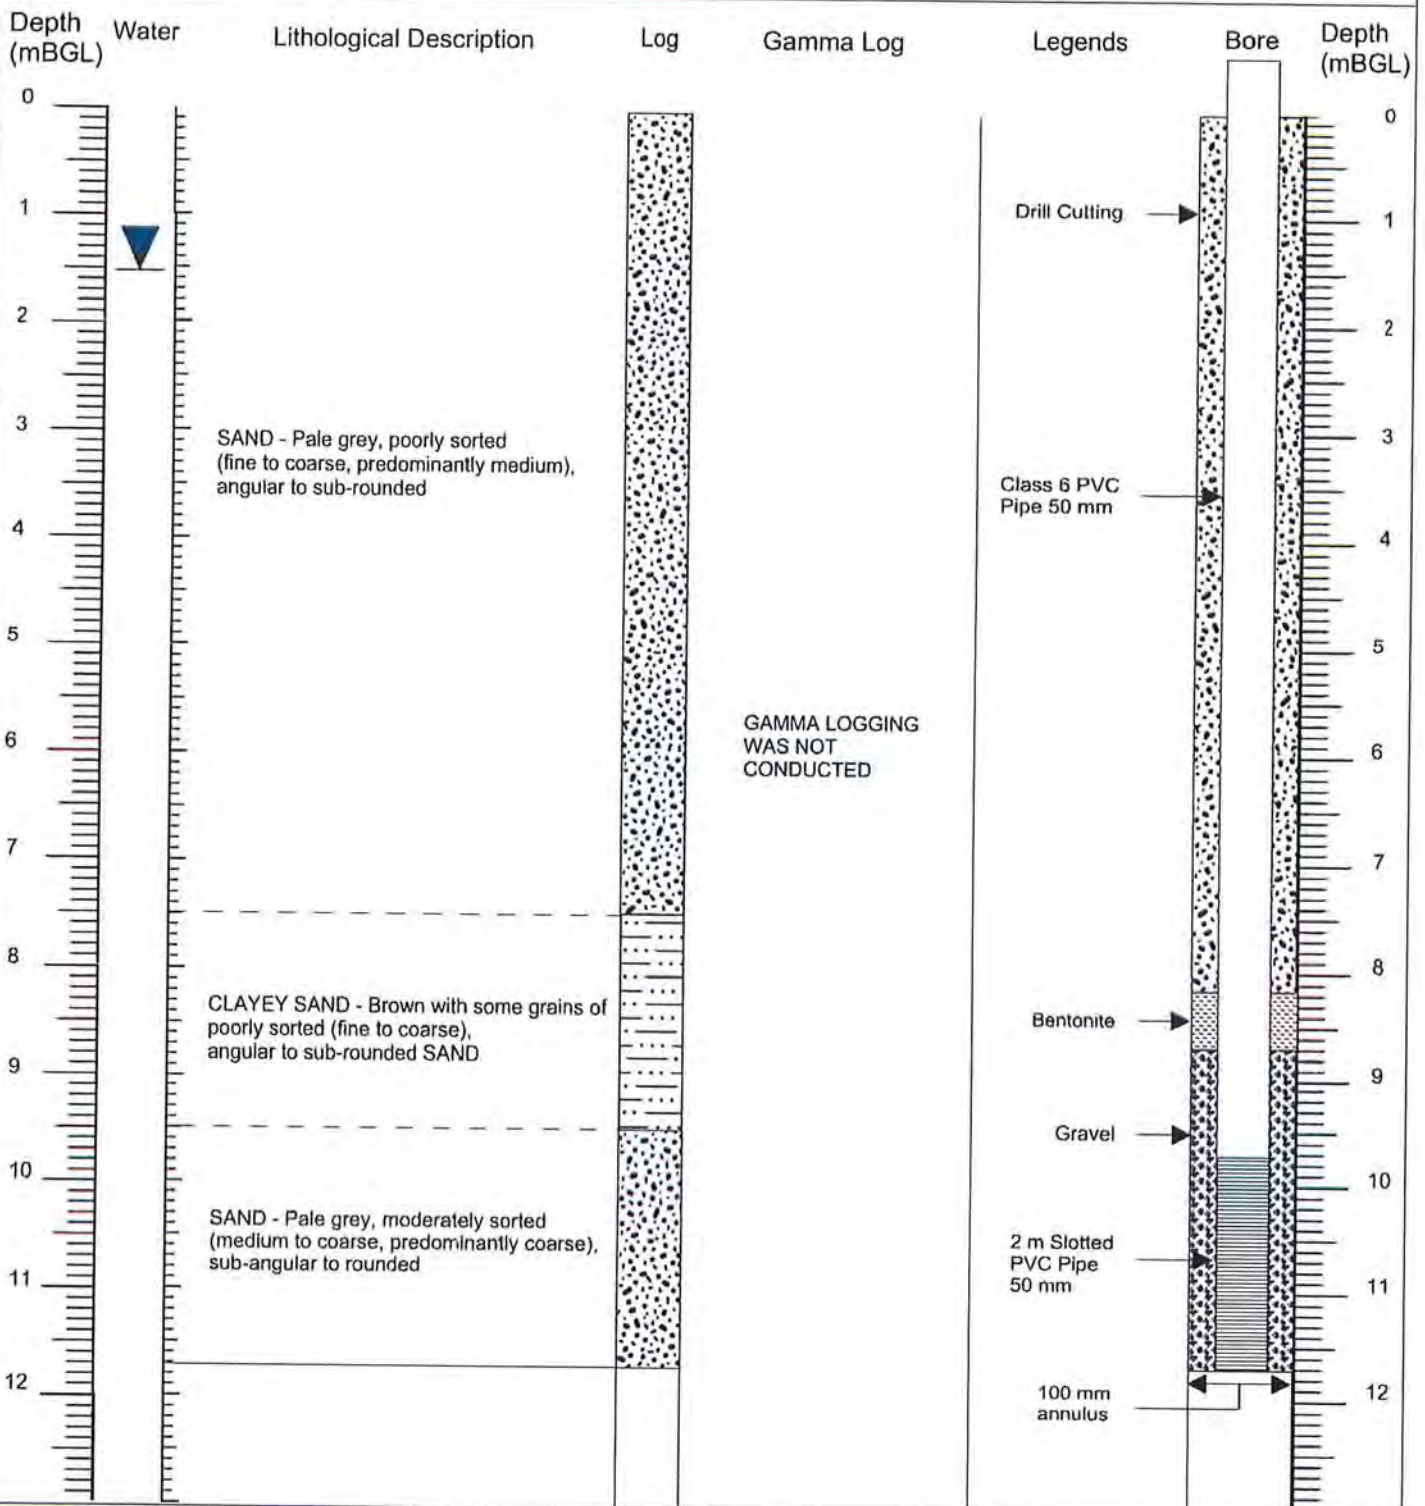 Depth
(mBGL)
Water
Lithological Description
Log
Gamma Log
Legends
Bore
Depth
(mBGL)
0
1
2
3
4
5
6
7
8
9
10
11
12
SAND - Pale grey, poorly sorted
(fine to coarse, predominantly medium),
angular to sub-rounded
CLAYEY SAND - Brown with some grains of
poorly sorted (fine to coarse),
angular to sub-rounded SAND
SAND - Pale grey, moderately sorted
(medium to coarse, predominantly coarse),
sub-angular to rounded
GAMMA LOGGING
WAS NOT
CONDUCTED
Drill Cutting
Class 6 PVC
Pipe 50 mm
Bentonite
Gravel
2 m Slotted
PVC Pipe
50 mm
100 mm
annulus
0
1
2
3
4
5
6
7
8
9
10
11
12